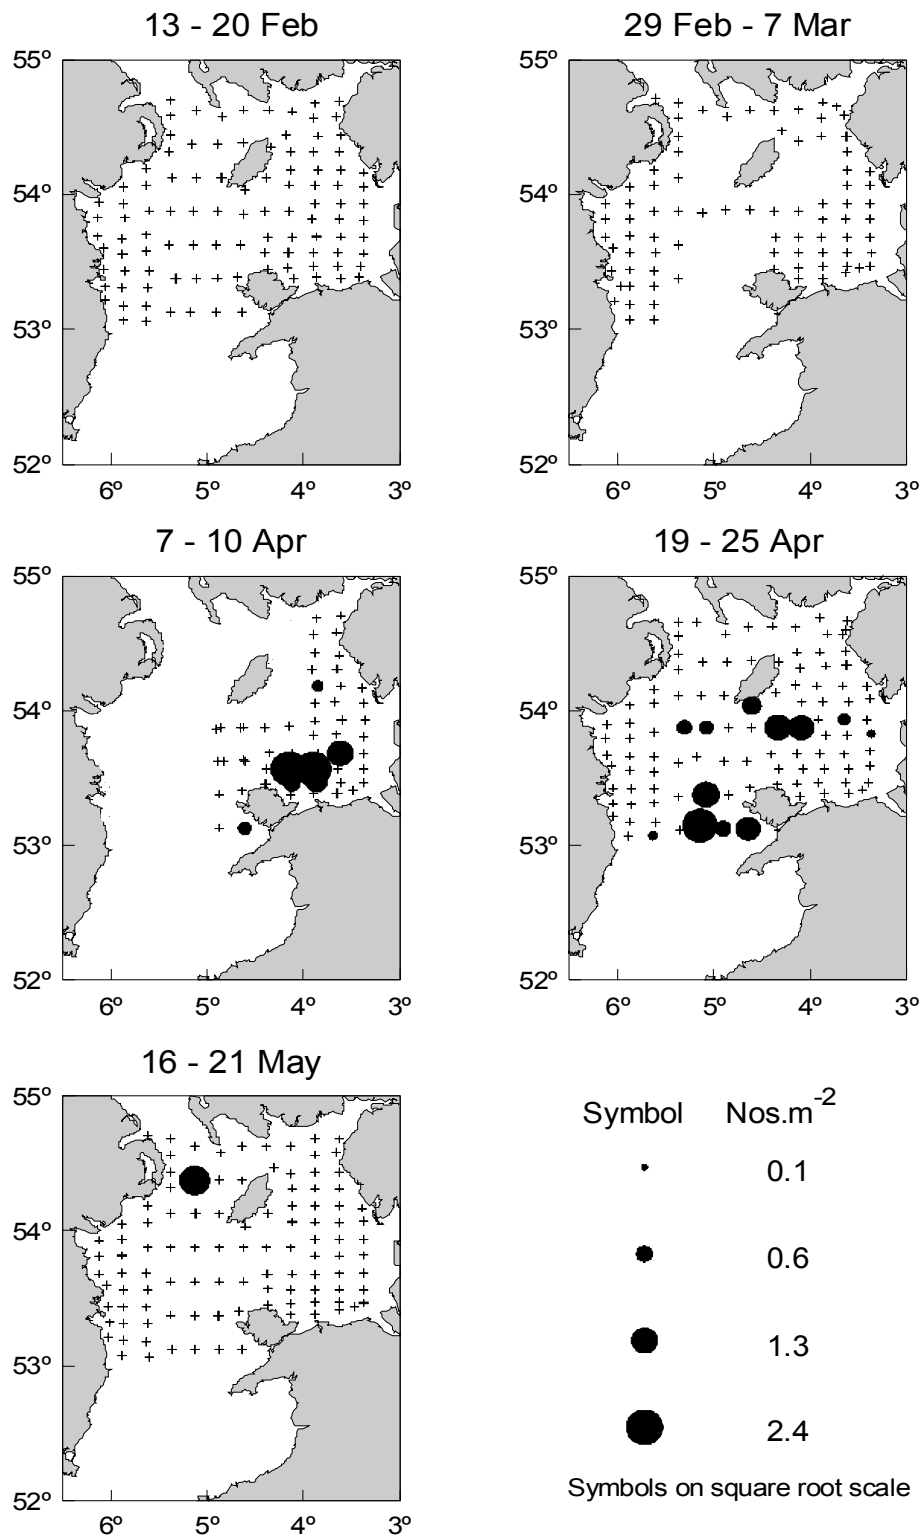 13 - 20 Feb
29 Feb - 7 Mar
55º
54º
53º
52º
6º 5º 4º 3º
55º
54º
53º
52º
6º 5º 4º 3º
7 - 10 Apr
19 - 25 Apr
55º
54º
53º
52º
6º 5º 4º 3º
55º
54º
53º
52º
6º 5º 4º 3º
16 - 21 May
55º
54º
53º
52º
6º 5º 4º 3º
Symbol Nos.m-2
0.1
0.6
1.3
2.4
Symbols on square root scale